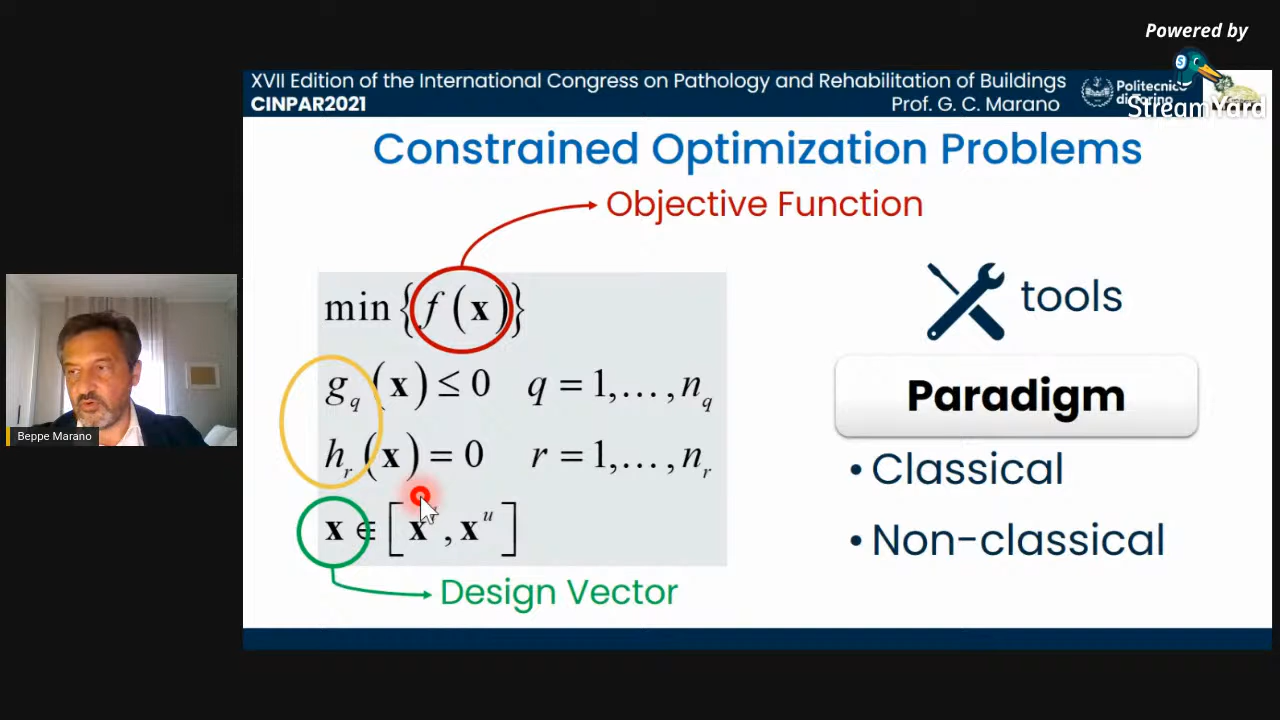 Powered by
StreamYard
XVII Edition of the International Congress on Pathology and Rehabilitation of Buildings
CINPAR2021
Prof. G. C. Marano
Politecnico
di Torino
Constrained Optimization Problems
Objective Function
min{f(x)}
g_q(x) ≤ 0 q = 1,…,n_q
h_r(x) = 0 r = 1,…,n_r
x ∈ [x , x^u]
Design Vector
tools
Paradigm
• Classical
• Non-classical
Beppe Marano